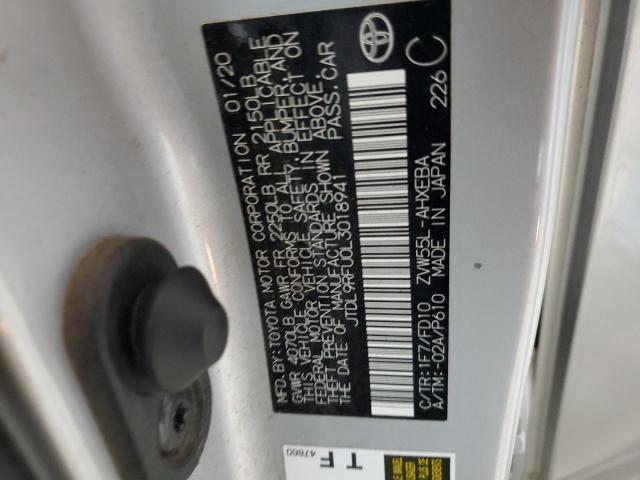 MFD. BY: TOYOTA MOTOR CORPORATION 01/20
GVWR 4070LB GAWR FR 2250LB RR 2150LB
THIS VEHICLE CONFORMS TO ALL APPLICABLE
FEDERAL MOTOR VEHICLE SAFETY, BUMPER, AND
THEFT PREVENTION STANDARDS IN EFFECT ON
THE DATE OF MANUFACTURE SHOWN ABOVE.
JTDL9RFU0L3018941 PASS. CAR
C/TR: 1F7/FD10 ZVW55L-AHXEBA
A/TM: -02A/P610 MADE IN JAPAN 226 C
47860
T F